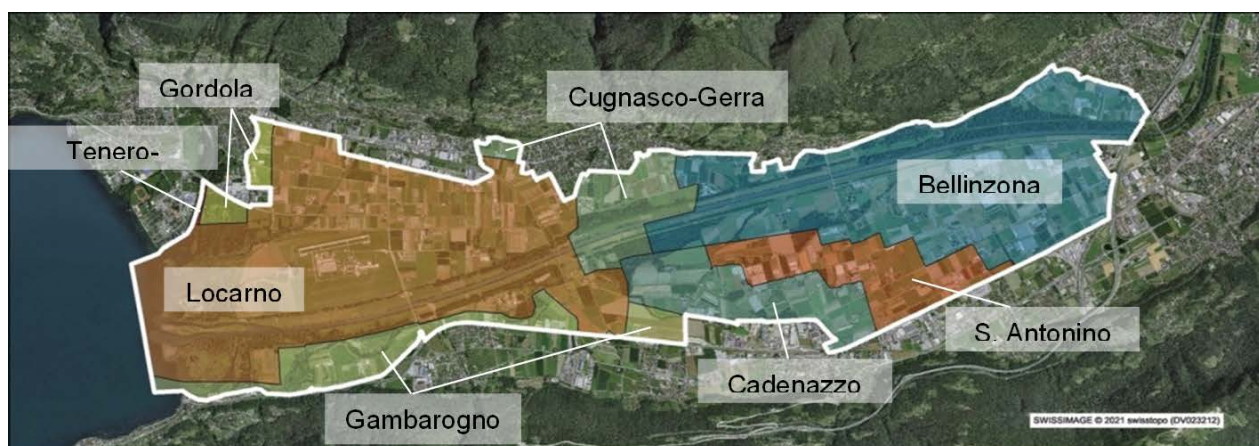 Gordola
Cugnasco-Gerra
Tenero-
Bellinzona
Locarno
S. Antonino
Cadenazzo
Gambarogno
SWISSIMAGE © 2021 swisstopo (DV023212)